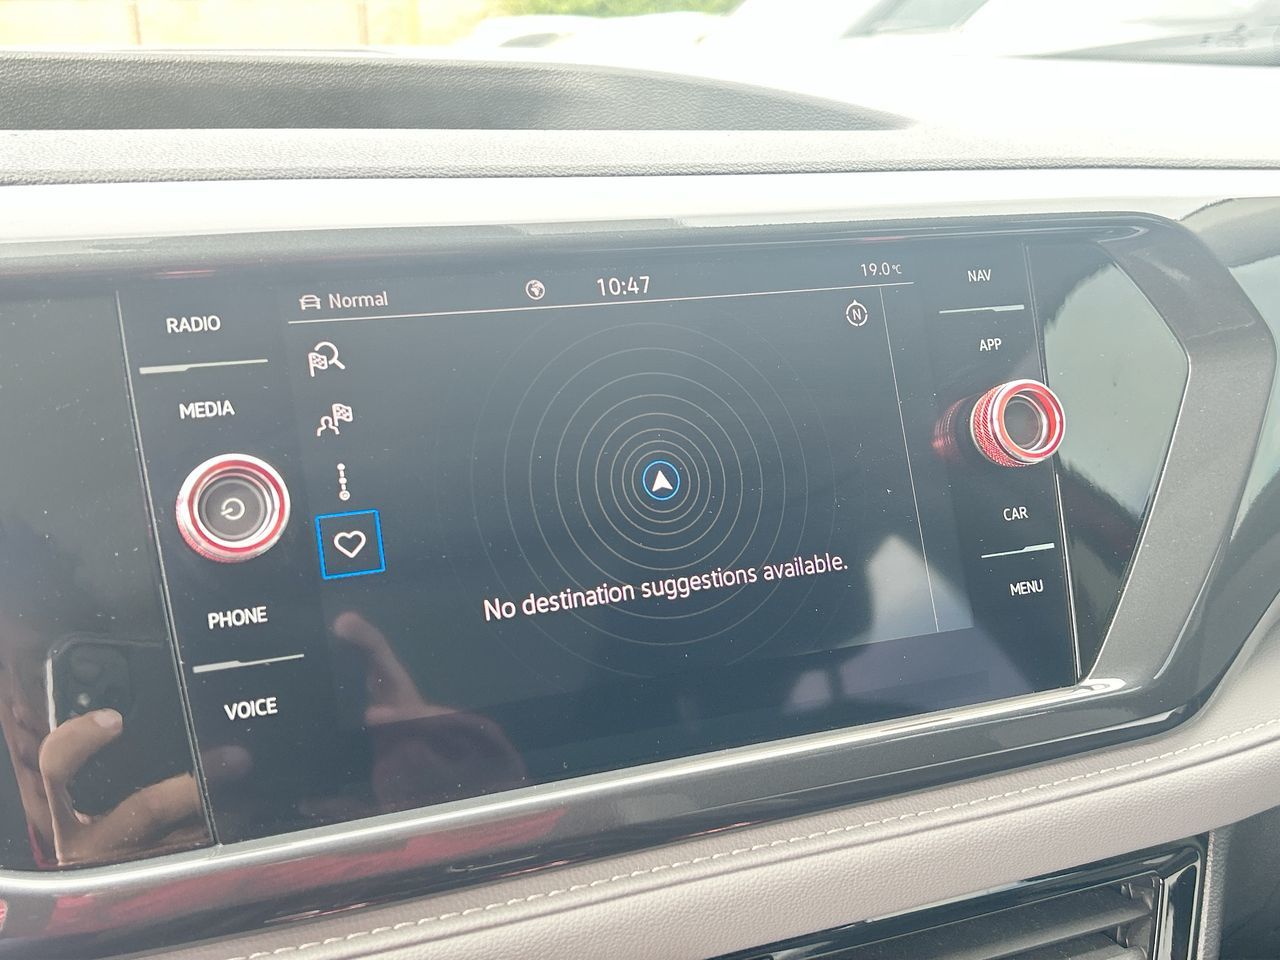 Normal
10:47
19.0°C
N
RADIO
MEDIA
PHONE
VOICE
NAV
APP
CAR
MENU
No destination suggestions available.